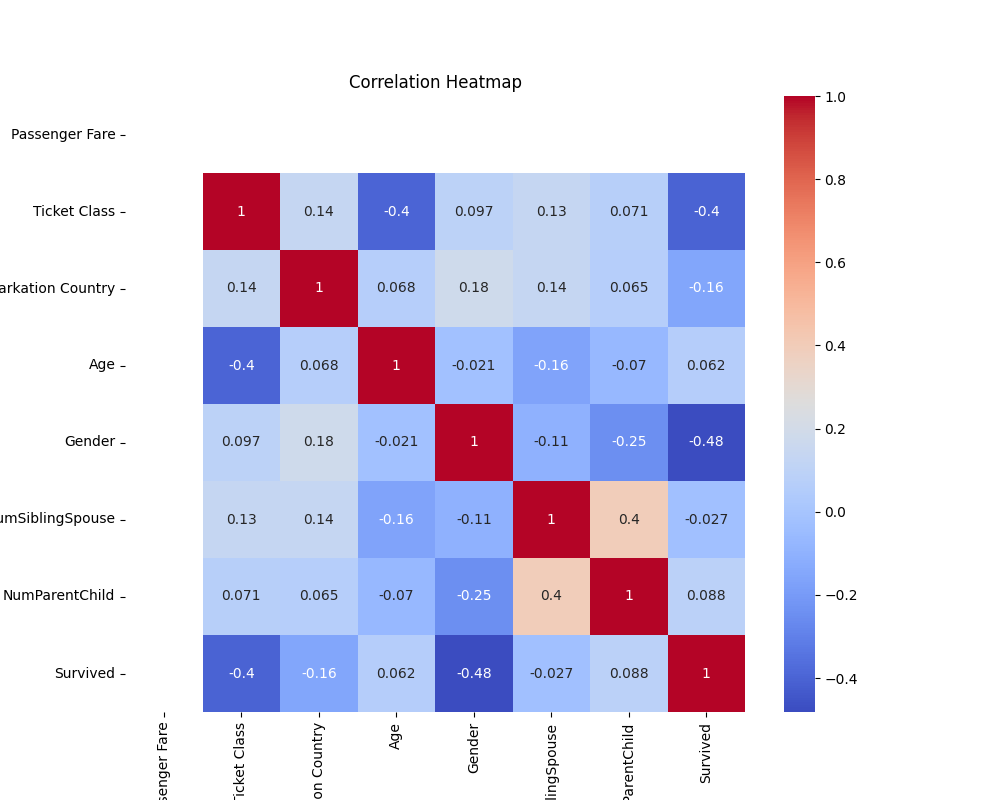 Correlation Heatmap
Passenger Fare
Ticket Class 1 0.14 -0.4 0.097 0.13 0.071 -0.4
arkation Country 0.14 1 0.068 0.18 0.14 0.065 -0.16
Age -0.4 0.068 1 -0.021 -0.16 -0.07 0.062
Gender 0.097 0.18 -0.021 1 -0.11 -0.25 -0.48
umSiblingSpouse 0.13 0.14 -0.16 -0.11 1 0.4 -0.027
NumParentChild 0.071 0.065 -0.07 -0.25 0.4 1 0.088
Survived -0.4 -0.16 0.062 -0.48 -0.027 0.088 1
senger Fare
Ticket Class
on Country
Age
Gender
lingSpouse
ParentChild
Survived
1.0
0.8
0.6
0.4
0.2
0.0
−0.2
−0.4